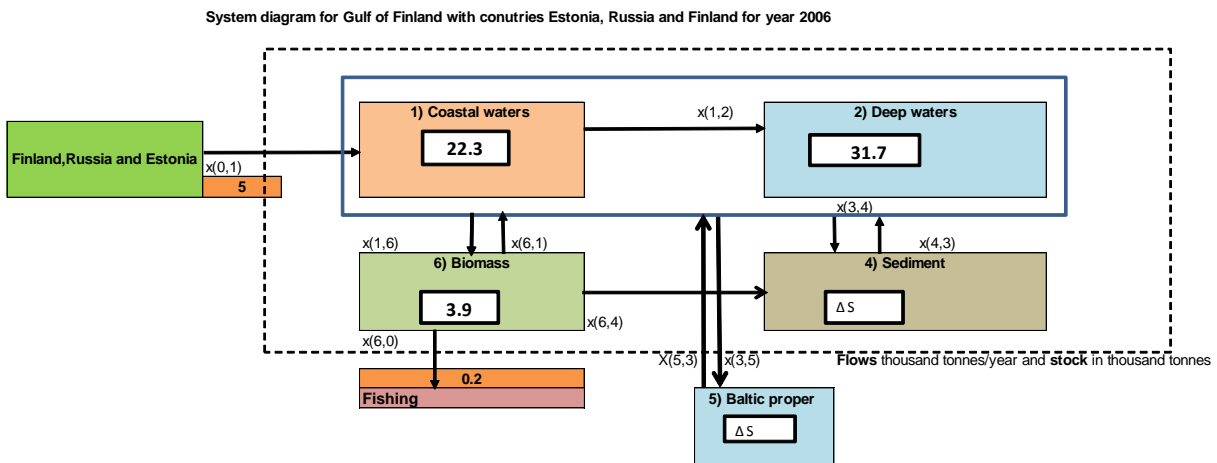 System diagram for Gulf of Finland with conutries Estonia, Russia and Finland for year 2006
1) Coastal waters
22.3
x(1,2)
2) Deep waters
31.7
Finland,Russia and Estonia
x(0,1)
5
x(3,4)
x(1,6)
x(6,1)
x(4,3)
6) Biomass
3.9
4) Sediment
Δ S
x(6,4)
x(6,0)
X(5,3)
x(3,5)
Flows thousand tonnes/year and stock in thousand tonnes
0.2
Fishing
5) Baltic proper
Δ S